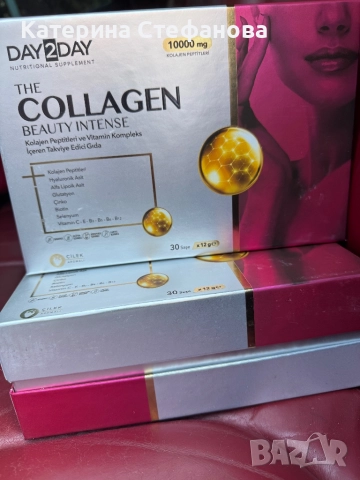 Катерина Стефанова
DAY2DAY
NUTRITIONAL SUPPLEMENT
10000 mg
KOLAJEN PEPTİTLERİ
THE
COLLAGEN
BEAUTY INTENSE
Kolajen Peptitleri ve Vitamin Kompleks
İçeren Takviye Edici Gıda
Kolajen Peptitleri
Hyaluronik Asit
Alfa Lipoik Asit
Glutatyon
Çinko
Biotin
Selenyum
30 Saşe x 12 g
ÇİLEK
30 Saşe x 12 g
BAZAR